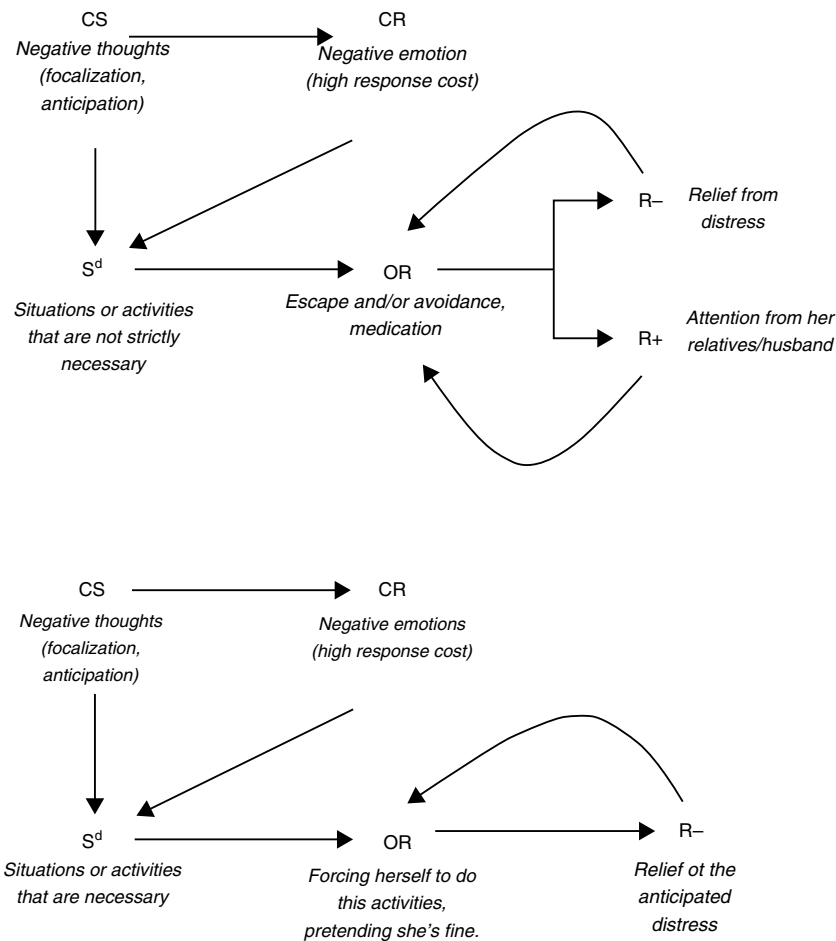 CS
Negative thoughts
(focalization,
anticipation)
CR
Negative emotion
(high response cost)
S^d
Situations or activities
that are not strictly
necessary
OR
Escape and/or avoidance,
medication
R–
Relief from
distress
R+
Attention from her
relatives/husband
CS
Negative thoughts
(focalization,
anticipation)
CR
Negative emotions
(high response cost)
S^d
Situations or activities
that are necessary
OR
Forcing herself to do
this activities,
pretending she's fine.
R–
Relief ot the
anticipated
distress